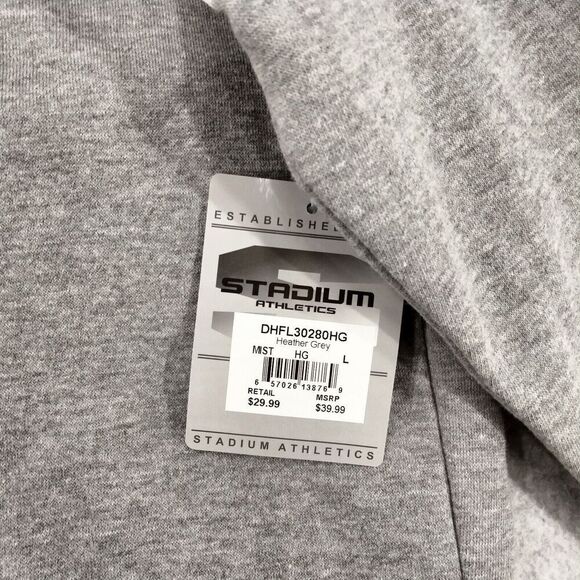 ESTABLISHE
STADIUM
ATHLETICS
DHFL30280HG
Heather Grey
MIST HG L
6 57026 13876 9
RETAIL MSRP
$29.99 $39.99
STADIUM ATHLETICS